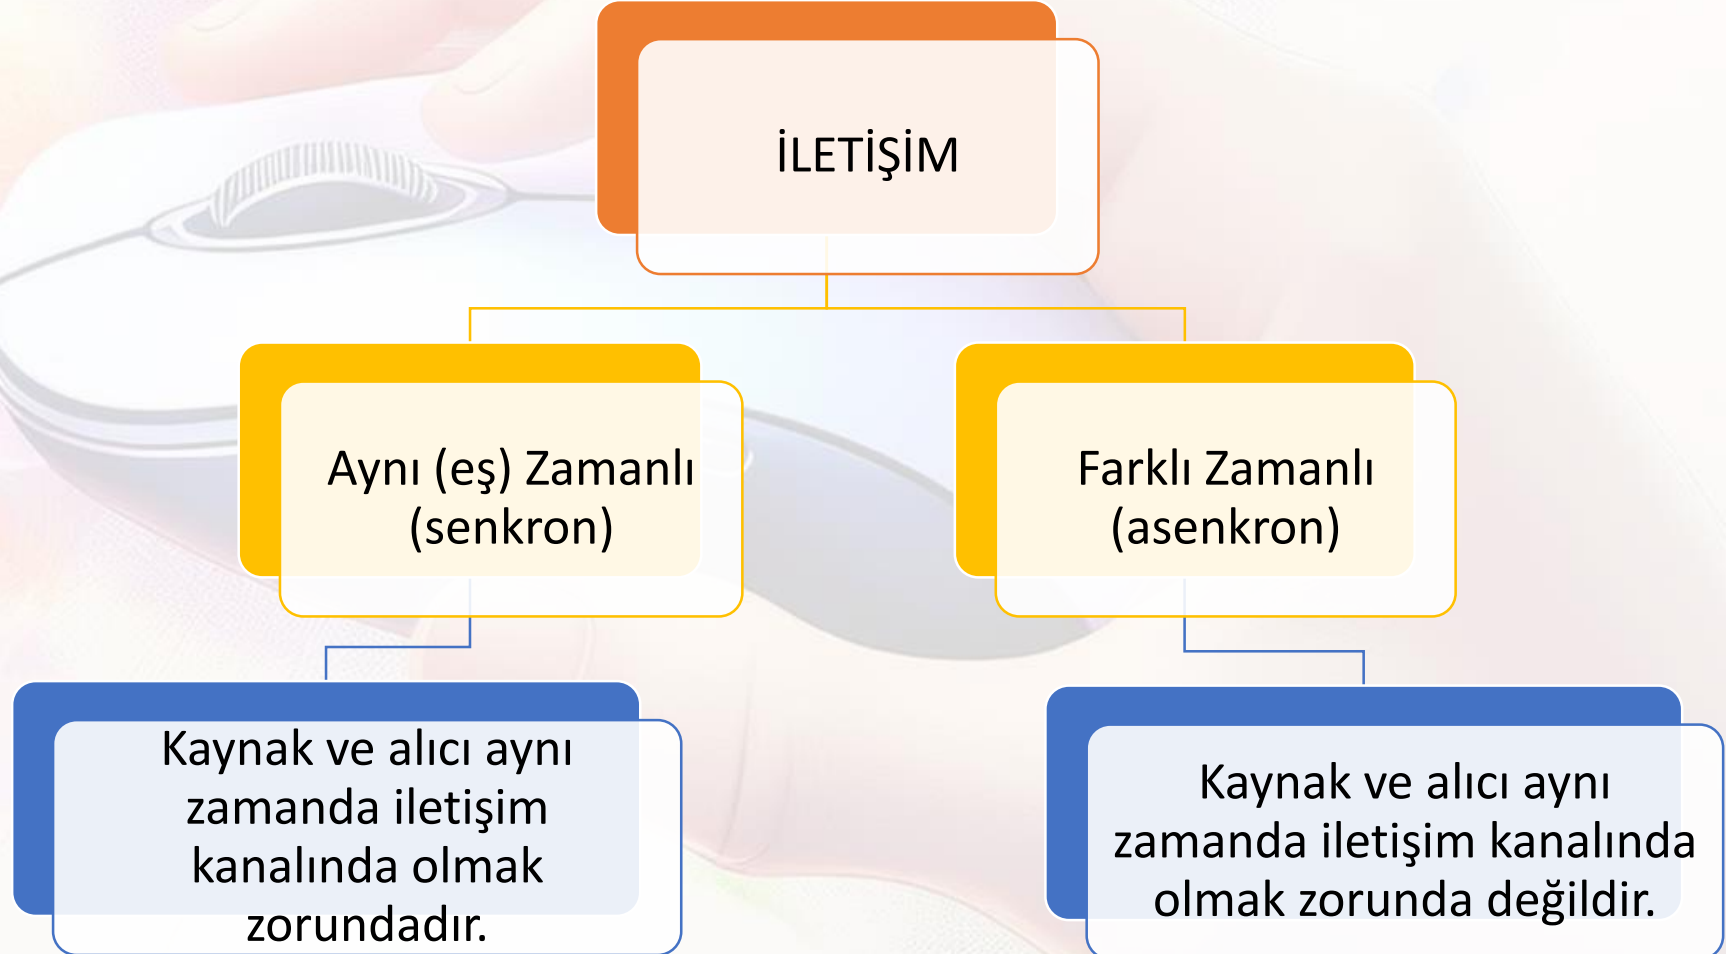 İLETİŞİM
Aynı (eş) Zamanlı
(senkron)
Farklı Zamanlı
(asenkron)
Kaynak ve alıcı aynı
zamanda iletişim
kanalında olmak
zorundadır.
Kaynak ve alıcı aynı
zamanda iletişim kanalında
olmak zorunda değildir.